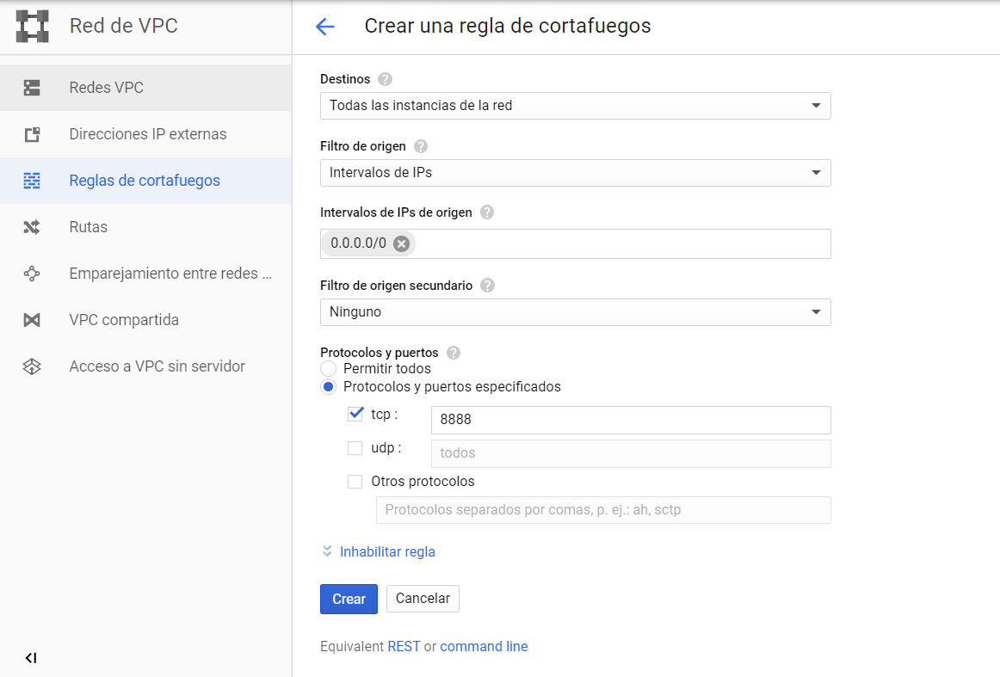 Red de VPC
Redes VPC
Direcciones IP externas
Reglas de cortafuegos
Rutas
Emparejamiento entre redes ...
VPC compartida
Acceso a VPC sin servidor
Crear una regla de cortafuegos
Destinos
Todas las instancias de la red
Filtro de origen
Intervalos de IPs
Intervalos de IPs de origen
0.0.0.0/0
Filtro de origen secundario
Ninguno
Protocolos y puertos
Permitir todos
Protocolos y puertos especificados
tcp : 8888
udp : todos
Otros protocolos
Protocolos separados por comas, p. ej.: ah, sctp
Inhabilitar regla
Crear Cancelar
Equivalent REST or command line